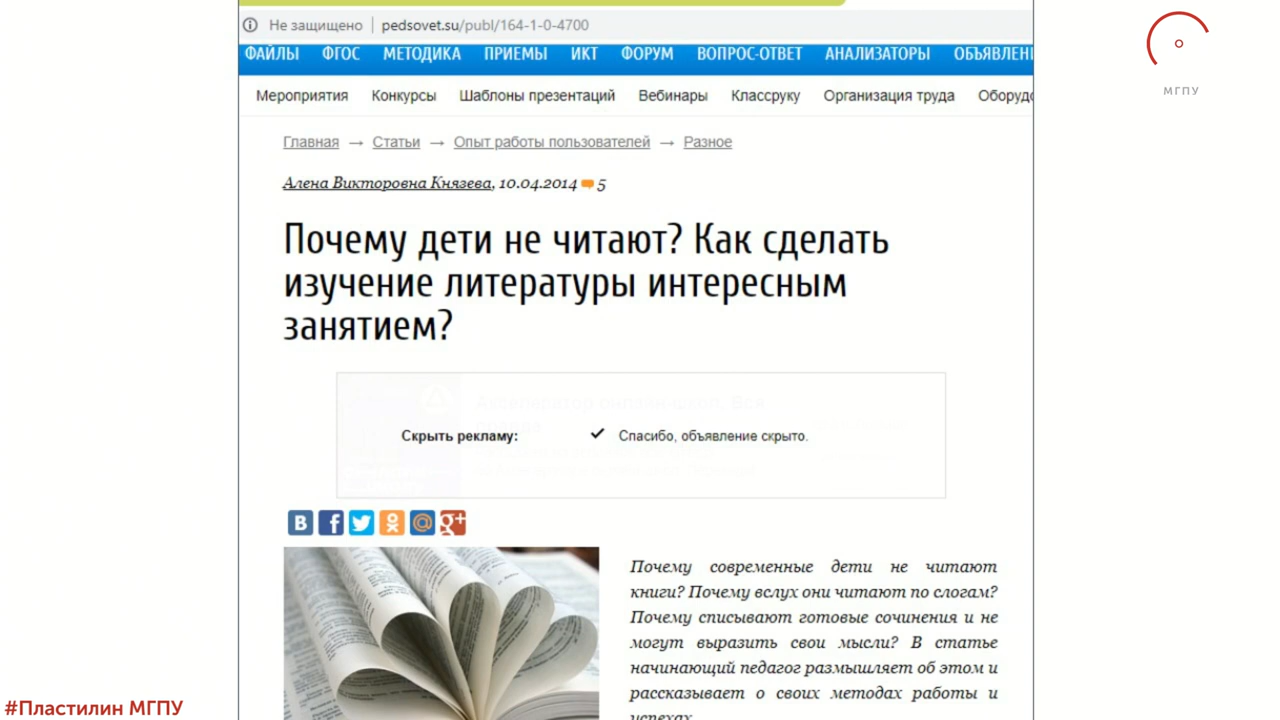 Не защищено | pedsovet.su/publ/164-1-0-4700
МГПУ
ФАЙЛЫ ФГОС МЕТОДИКА ПРИЕМЫ ИКТ ФОРУМ ВОПРОС-ОТВЕТ АНАЛИЗАТОРЫ ОБЪЯВЛЕН
Мероприятия Конкурсы Шаблоны презентаций Вебинары Классруку Организация труда Оборудо
Главная → Статьи → Опыт работы пользователей → Разное
Алена Викторовна Князева, 10.04.2014 5
Почему дети не читают? Как сделать
изучение литературы интересным
занятием?
Скрыть рекламу: Спасибо, объявление скрыто.
Почему современные дети не читают
книги? Почему вслух они читают по слогам?
Почему списывают готовые сочинения и не
могут выразить свои мысли? В статье
начинающий педагог размышляет об этом и
рассказывает о своих методах работы и
успехах.
#Пластилин МГПУ